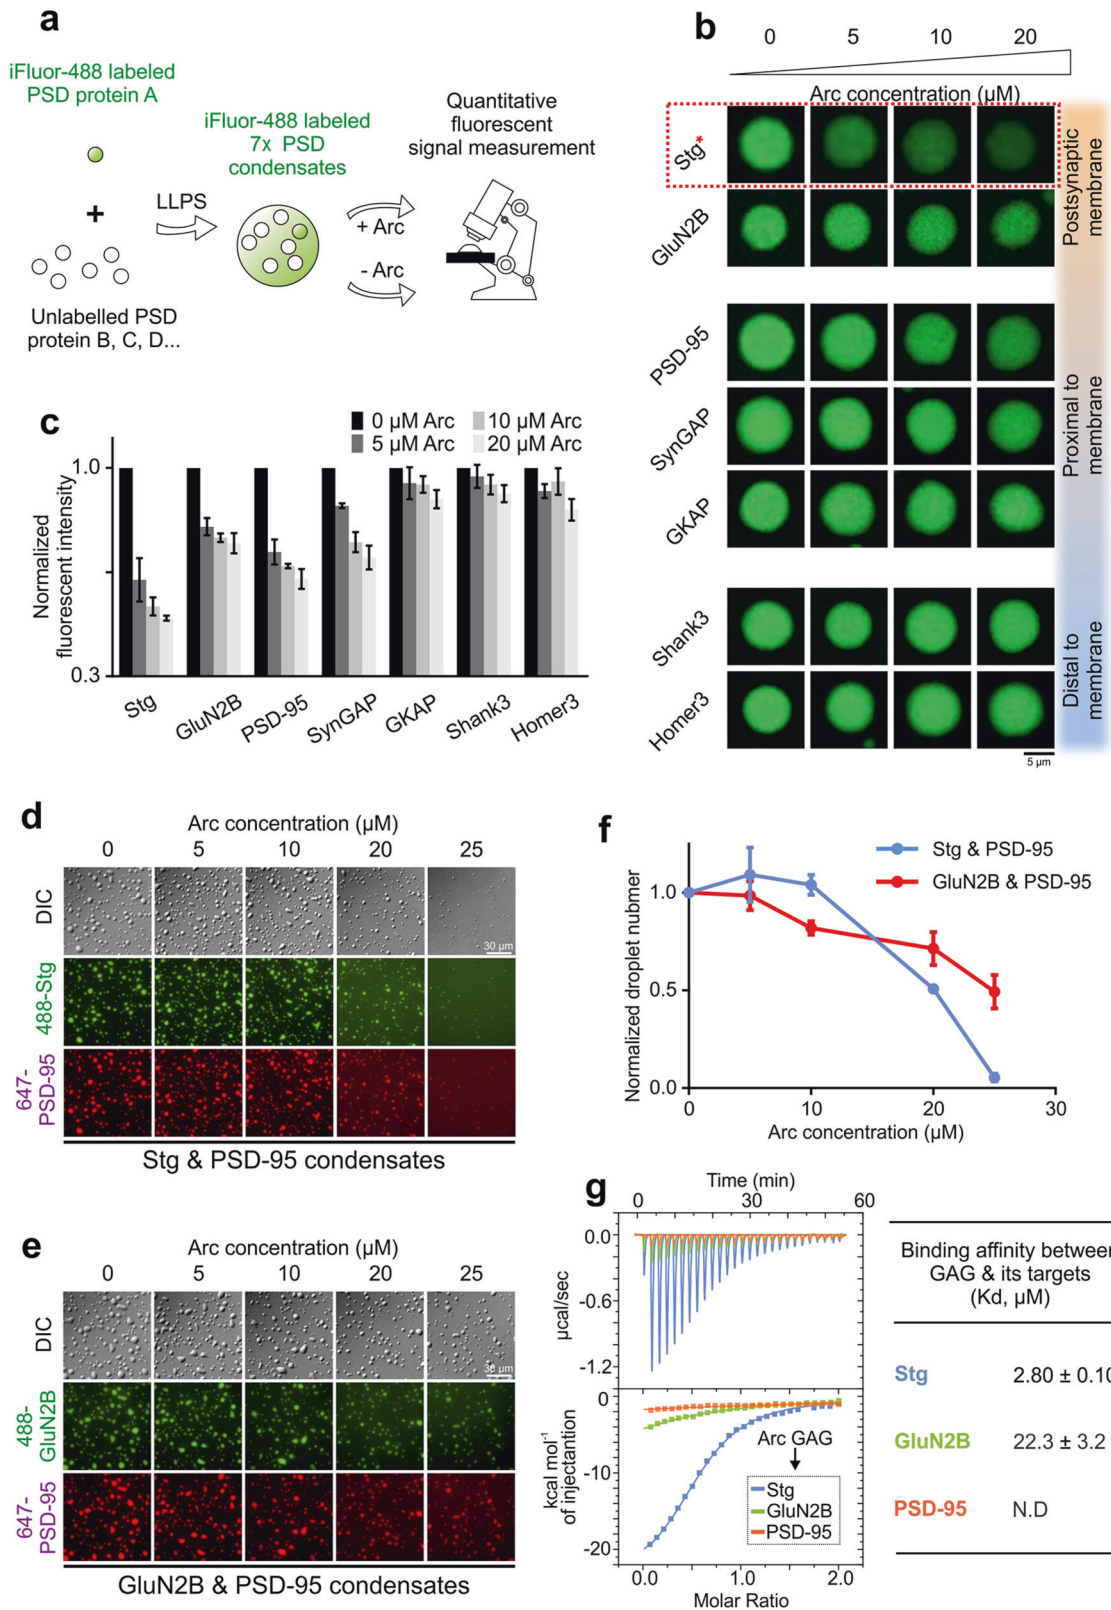 a
iFluor-488 labeled
PSD protein A
+
Unlabelled PSD
protein B, C, D...
LLPS
iFluor-488 labeled
7x PSD
condensates
+ Arc
- Arc
Quantitative
fluorescent
signal measurement
b
0 5 10 20
Arc concentration (µM)
Stg*
GluN2B
PSD-95
SynGAP
GKAP
Shank3
Homer3
5 µm
Postsynaptic
membrane
Proximal to
membrane
Distal to
membrane
c
0 µM Arc 10 µM Arc
5 µM Arc 20 µM Arc
Normalized
fluorescent intensity
1.0
0.3
Stg GluN2B PSD-95 SynGAP GKAP Shank3 Homer3
d
Arc concentration (µM)
0 5 10 20 25
DIC
30 µm
488-Stg
647-
PSD-95
Stg & PSD-95 condensates
e
Arc concentration (µM)
0 5 10 20 25
DIC
30 µm
488-
GluN2B
647-
PSD-95
GluN2B & PSD-95 condensates
f
Stg & PSD-95
GluN2B & PSD-95
Normalized droplet nubmer
1.0
0.5
0.0
0 10 20 30
Arc concentration (µM)
g
Time (min)
0 30 60
µcal/sec
0.0
-0.6
-1.2
kcal mol-1
of injectantion
0
-10
-20
Arc GAG
Stg
GluN2B
PSD-95
0.0 1.0 2.0
Molar Ratio
Binding affinity between
GAG & its targets
(Kd, µM)
Stg 2.80 ± 0.10
GluN2B 22.3 ± 3.2
PSD-95 N.D